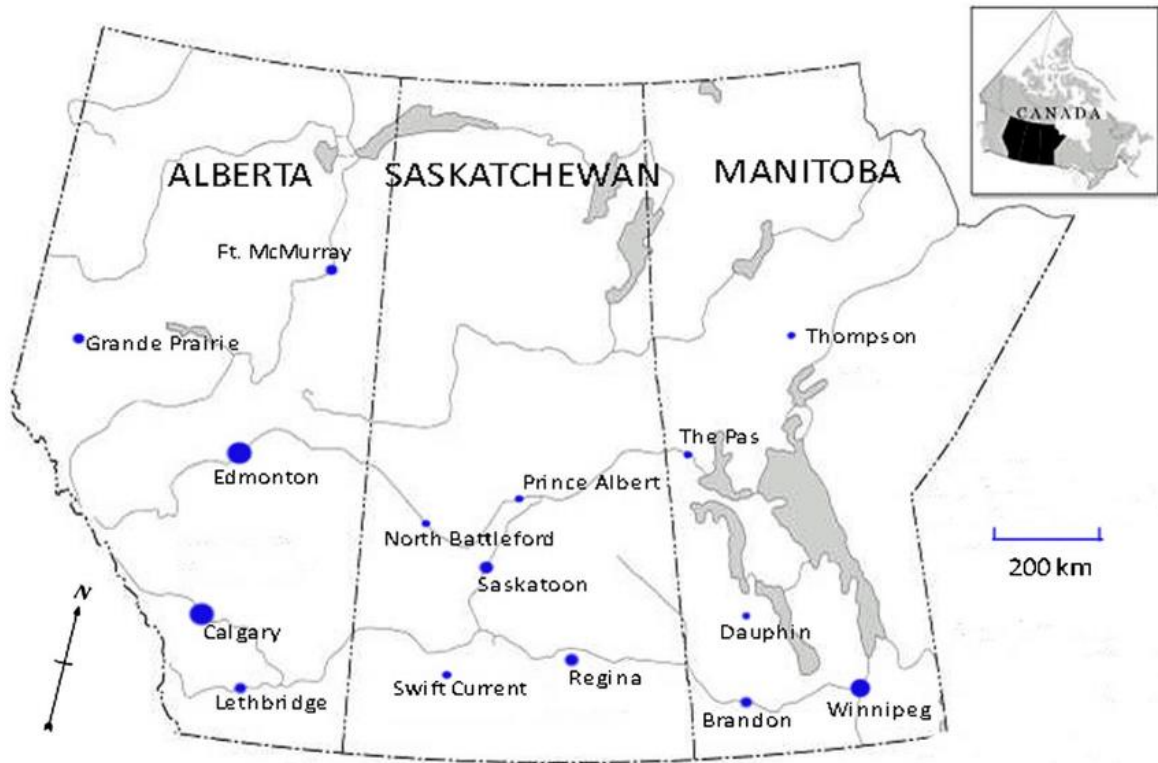 CANADA
ALBERTA
SASKATCHEWAN
MANITOBA
Ft. McMurray
Grande Prairie
Thompson
The Pas
Edmonton
Prince Albert
North Battleford
200 km
Saskatoon
N
Calgary
Dauphin
Lethbridge
Swift Current
Regina
Brandon
Winnipeg